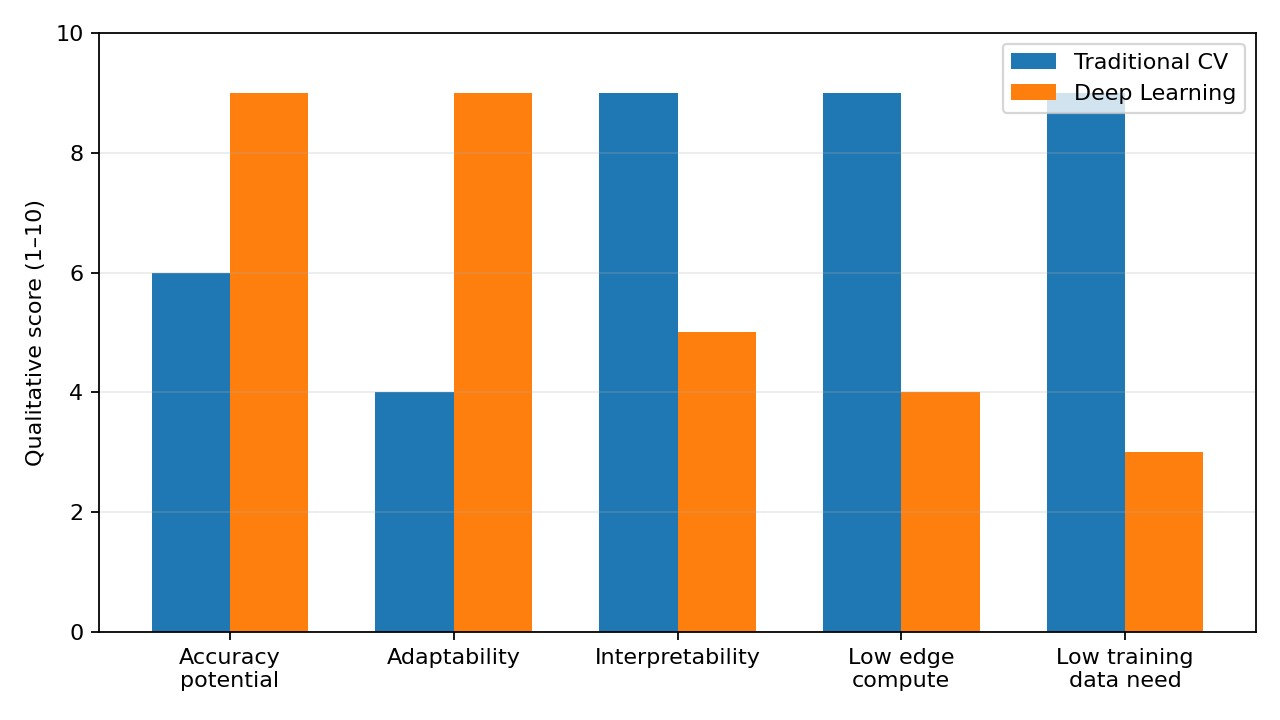 10
8
6
4
2
0
Qualitative score (1–10)
Traditional CV
Deep Learning
Accuracy
potential
Adaptability
Interpretability
Low edge
compute
Low training
data need